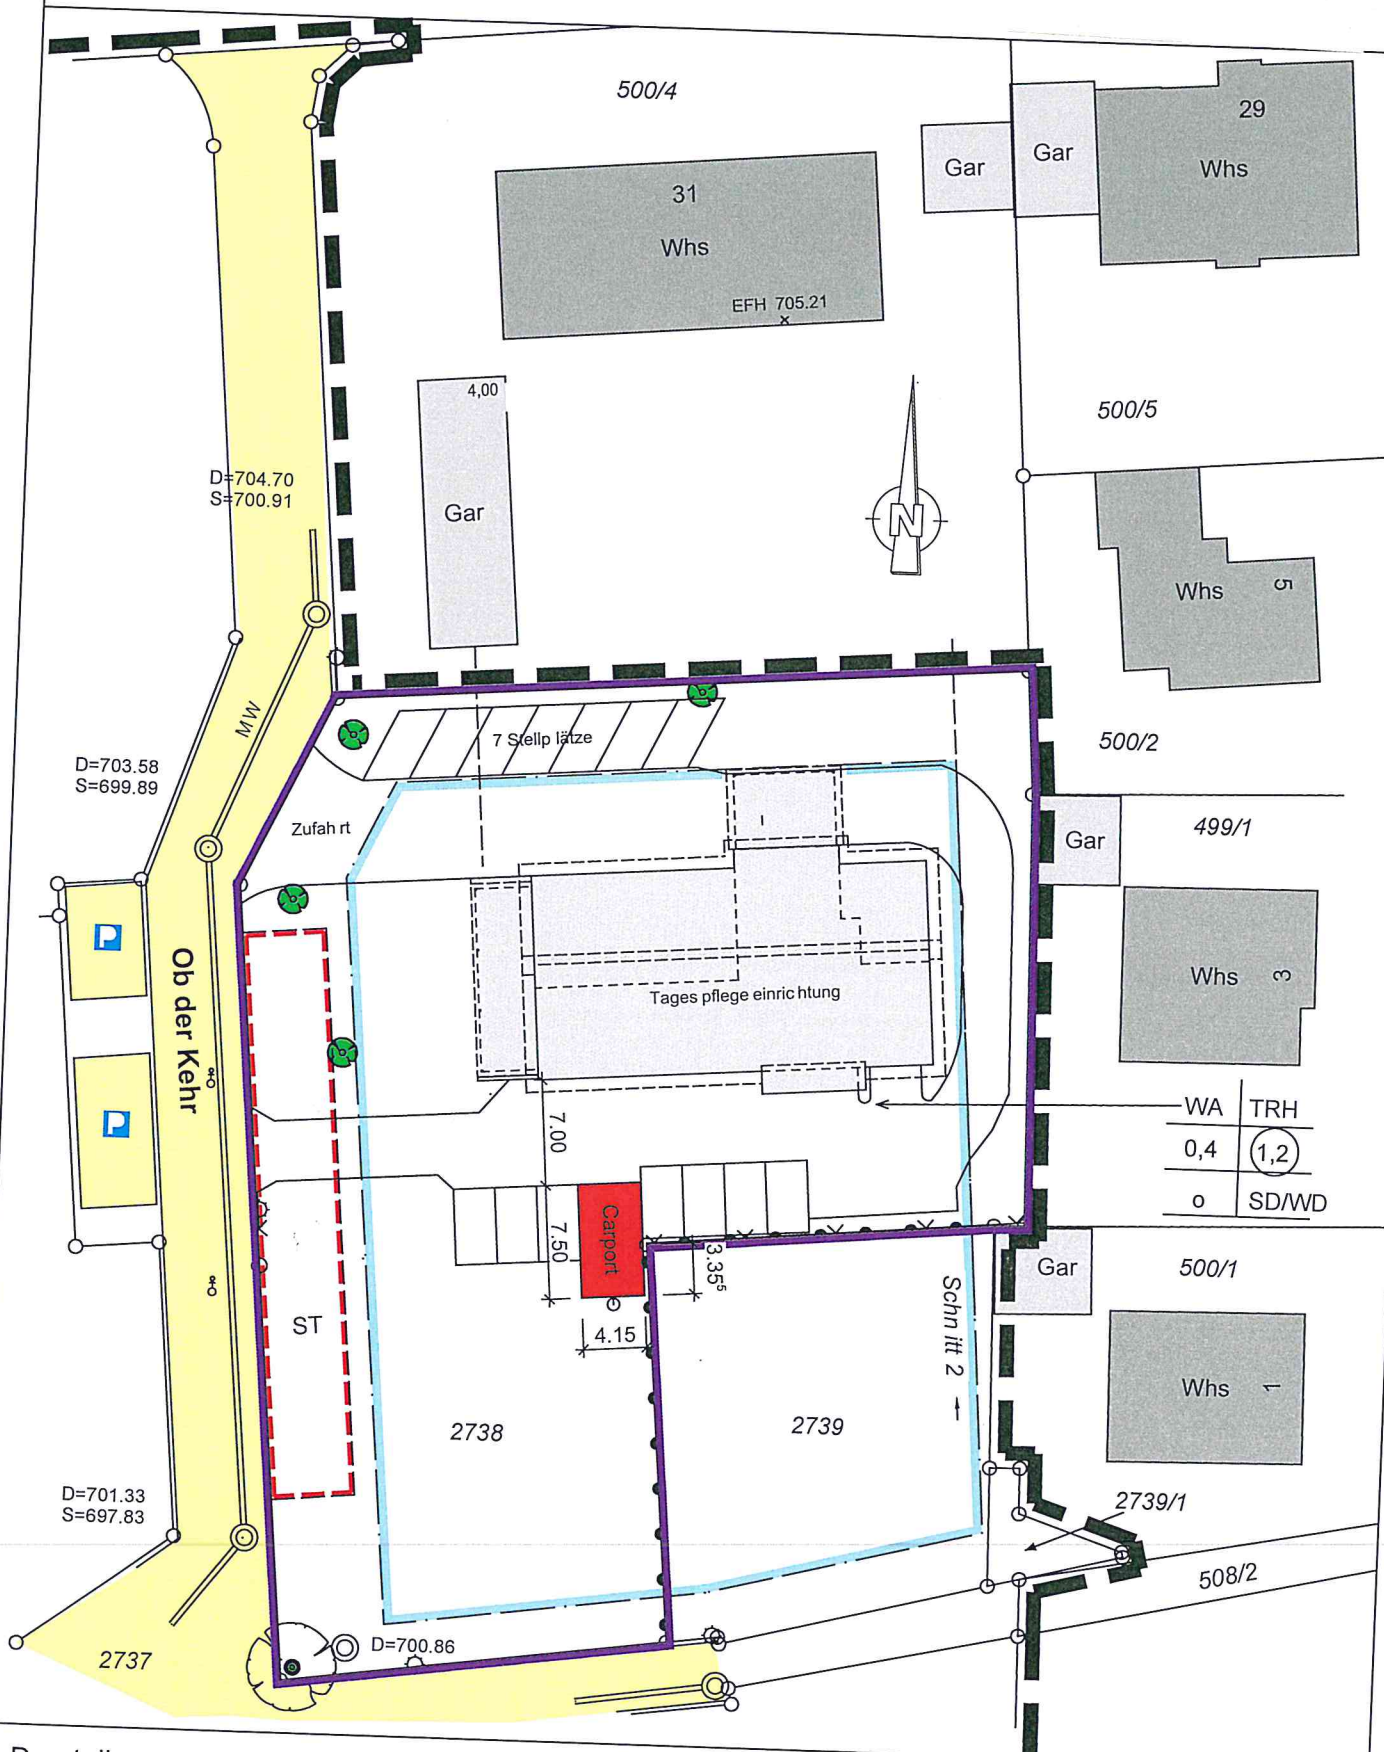 500/4
29
Gar
Gar
Whs
31
Whs
EFH 705.21
4,00
500/5
D=704.70
S=700.91
Gar
N
Whs
5
MW
7 Stellp lätze
500/2
D=703.58
S=699.89
Zufah rt
Gar
499/1
P
Ob der Kehr
Tages pflege einric htung
Whs
3
P
7.00
WA
TRH
0,4
1,2
o
SD/WD
Carport
7.50
3.35⁵
Gar
500/1
ST
4.15
Schn itt 2
Whs
1
2738
2739
D=701.33
S=697.83
2739/1
508/2
2737
D=700.86